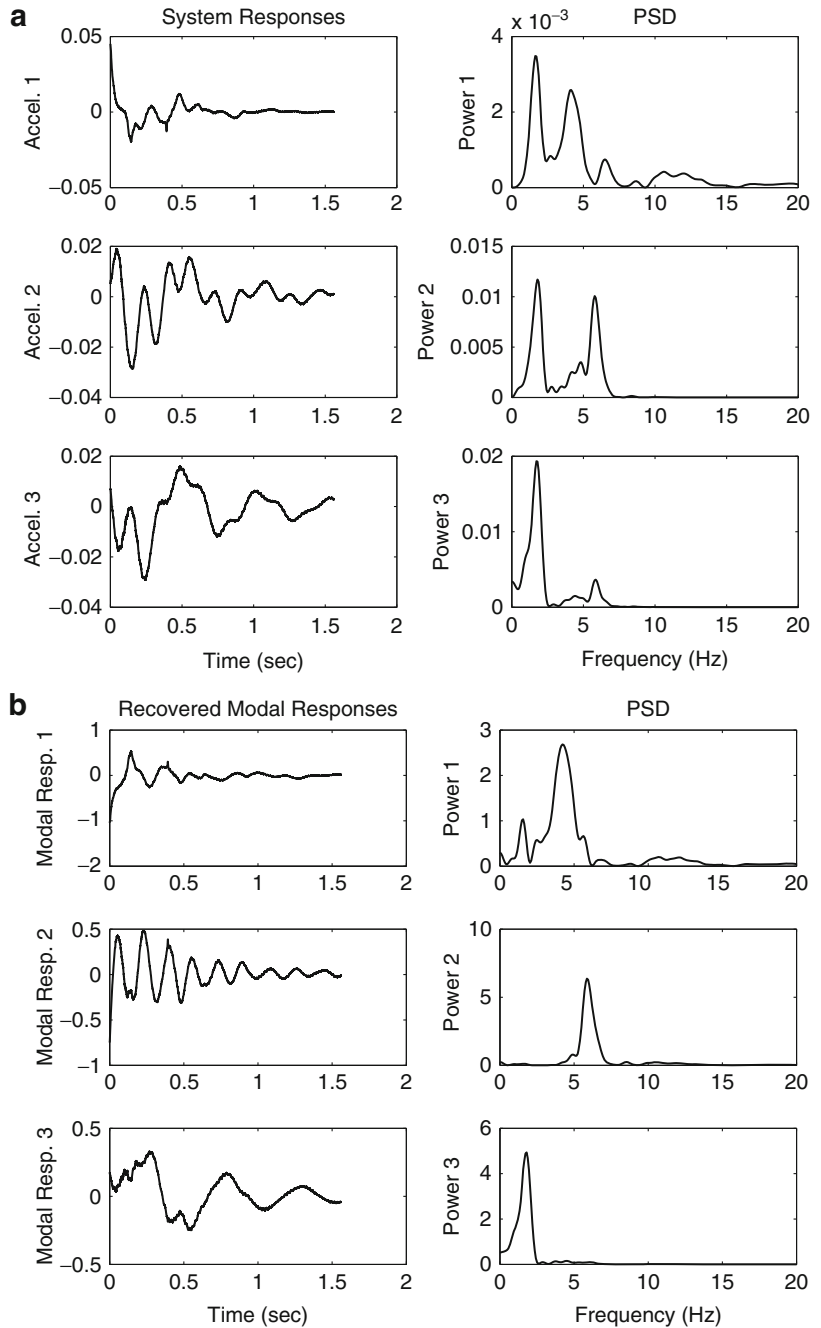 a
System Responses
PSD
Accel. 1
0.05
0
−0.05
0 0.5 1 1.5 2
Power 1
x 10−3
4
2
0
0 5 10 15 20
Accel. 2
0.02
0
−0.02
−0.04
0 0.5 1 1.5 2
Power 2
0.015
0.01
0.005
0
0 5 10 15 20
Accel. 3
0.02
0
−0.02
−0.04
0 0.5 1 1.5 2
Time (sec)
Power 3
0.02
0.01
0
0 5 10 15 20
Frequency (Hz)
b
Recovered Modal Responses
PSD
Modal Resp. 1
1
0
−1
−2
0 0.5 1 1.5 2
Power 1
3
2
1
0
0 5 10 15 20
Modal Resp. 2
0.5
0
−0.5
−1
0 0.5 1 1.5 2
Power 2
10
5
0
0 5 10 15 20
Modal Resp. 3
0.5
0
−0.5
0 0.5 1 1.5 2
Time (sec)
Power 3
6
4
2
0
0 5 10 15 20
Frequency (Hz)